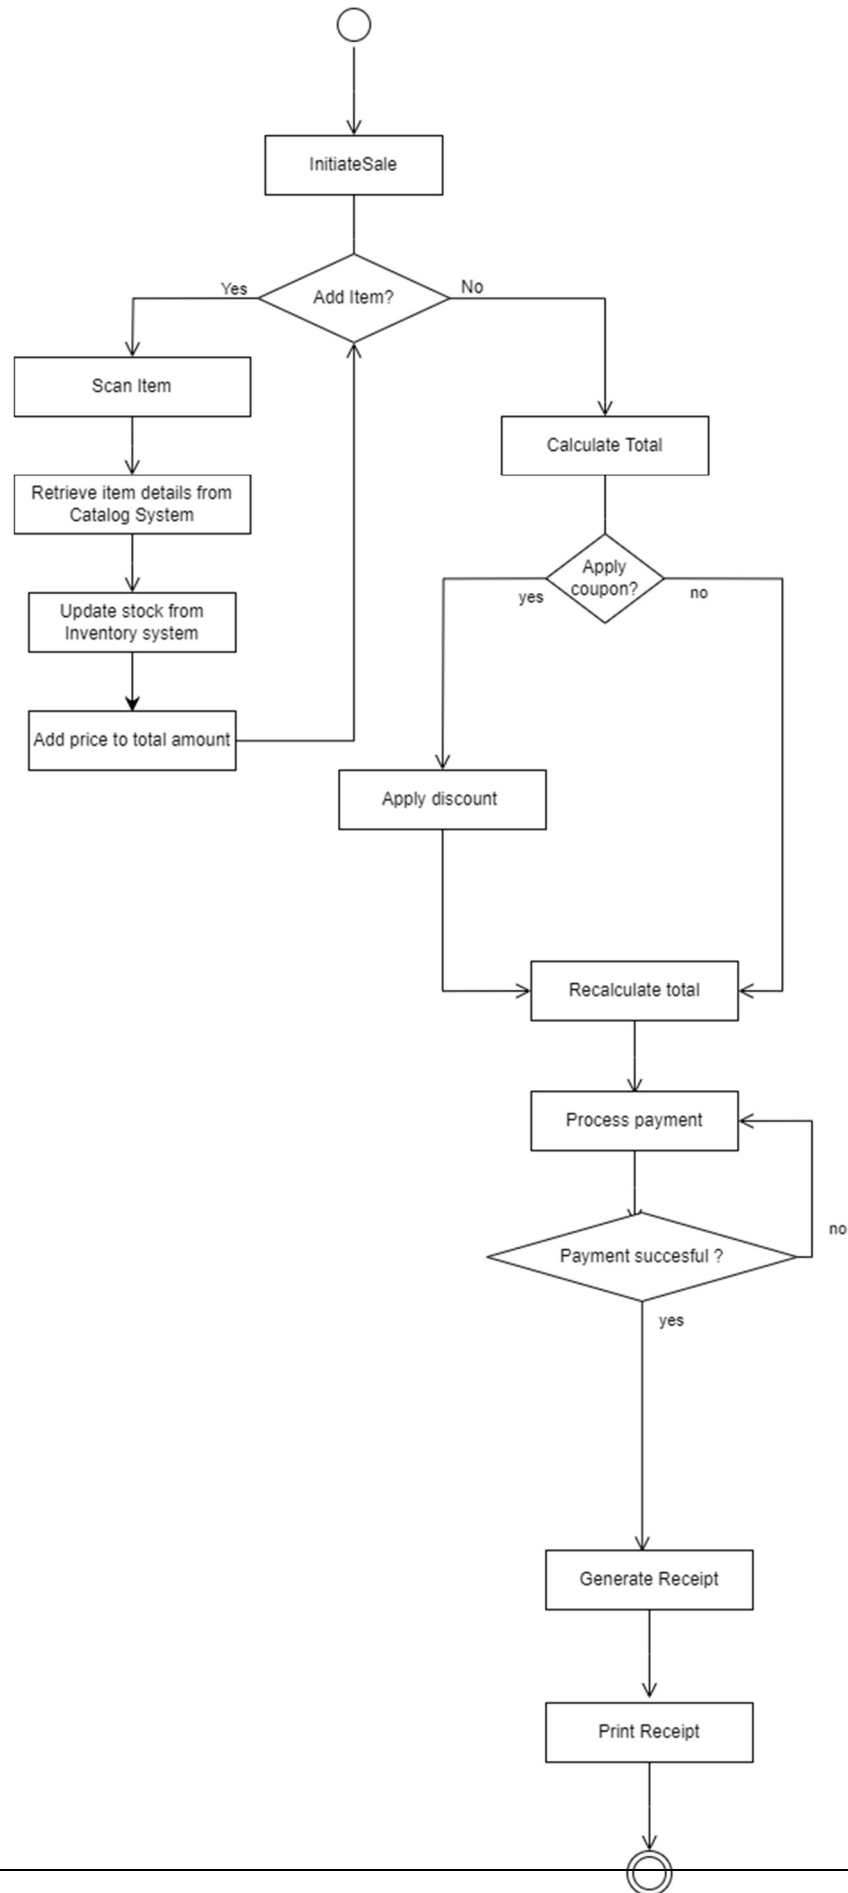 InitiateSale
Add Item?
Yes
No
Scan Item
Calculate Total
Retrieve item details from
Catalog System
Apply
coupon?
yes
no
Update stock from
Inventory system
Add price to total amount
Apply discount
Recalculate total
Process payment
no
Payment succesful ?
yes
Generate Receipt
Print Receipt